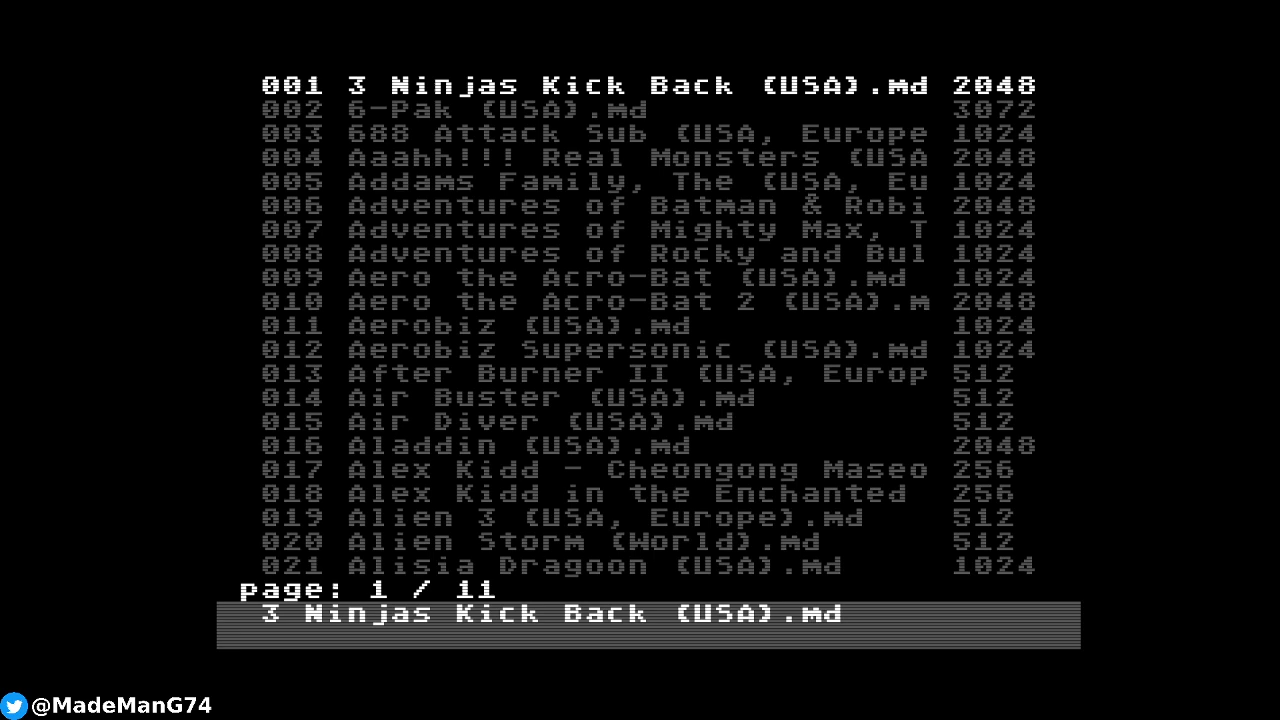 001 3 Ninjas Kick Back (USA).md 2048
002 6-Pak (USA).md 3072
003 688 Attack Sub (USA, Europe 1024
004 Aaahh!!! Real Monsters (USA 2048
005 Addams Family, The (USA, Eu 1024
006 Adventures of Batman & Robi 2048
007 Adventures of Mighty Max, T 1024
008 Adventures of Rocky and Bul 1024
009 Aero the Acro-Bat (USA).md 1024
010 Aero the Acro-Bat 2 (USA).m 2048
011 Aerobiz (USA).md 1024
012 Aerobiz Supersonic (USA).md 1024
013 After Burner II (USA, Europ 512
014 Air Buster (USA).md 512
015 Air Diver (USA).md 512
016 Aladdin (USA).md 2048
017 Alex Kidd - Cheongong Maseo 256
018 Alex Kidd in the Enchanted 256
019 Alien 3 (USA, Europe).md 512
020 Alien Storm (World).md 512
021 Alisia Dragoon (USA).md 1024
page: 1 / 11
3 Ninjas Kick Back (USA).md
@MadeManG74